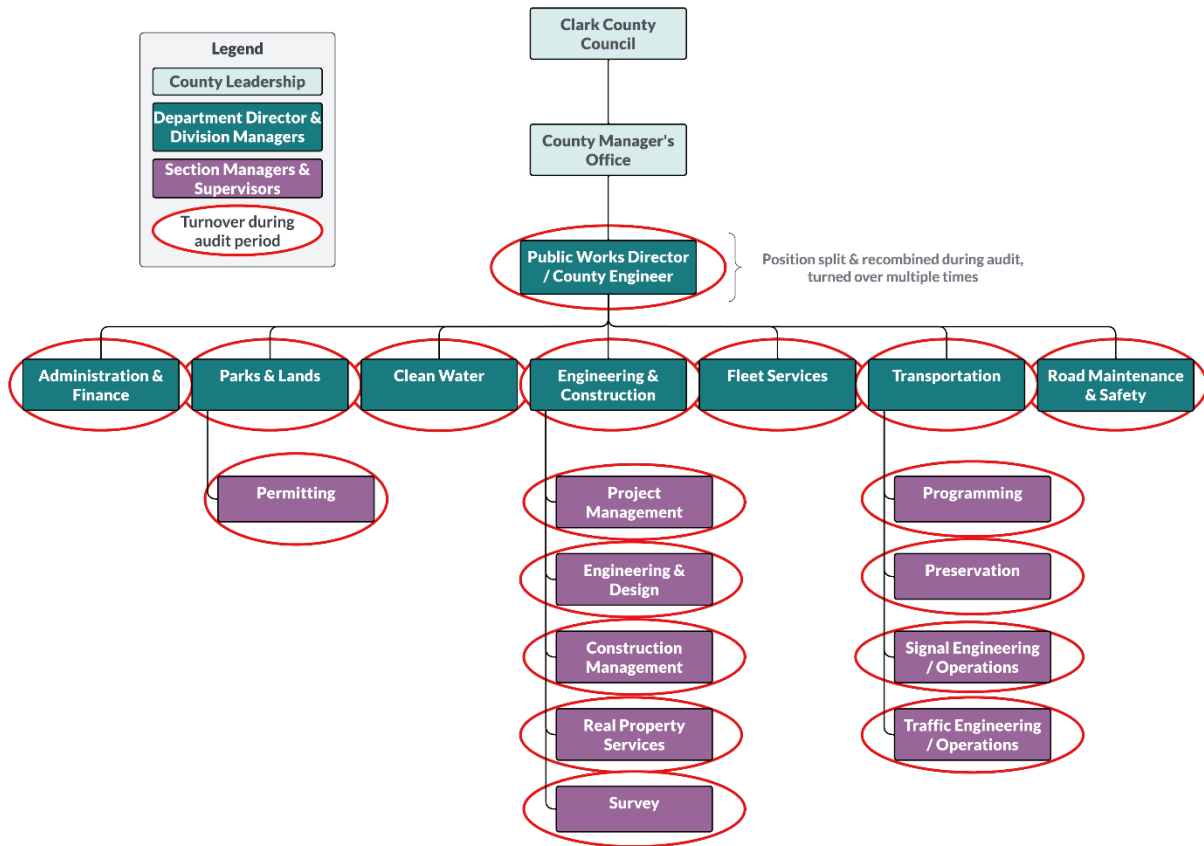 Clark County
Council
Legend
County Leadership
Department Director &
Division Managers
Section Managers &
Supervisors
Turnover during
audit period
County Manager's
Office
Public Works Director
/ County Engineer
Position split & recombined during audit,
turned over multiple times
Administration &
Finance
Parks & Lands
Clean Water
Engineering &
Construction
Fleet Services
Transportation
Road Maintenance
& Safety
Permitting
Project
Management
Engineering &
Design
Construction
Management
Real Property
Services
Survey
Programming
Preservation
Signal Engineering
/ Operations
Traffic Engineering
/ Operations